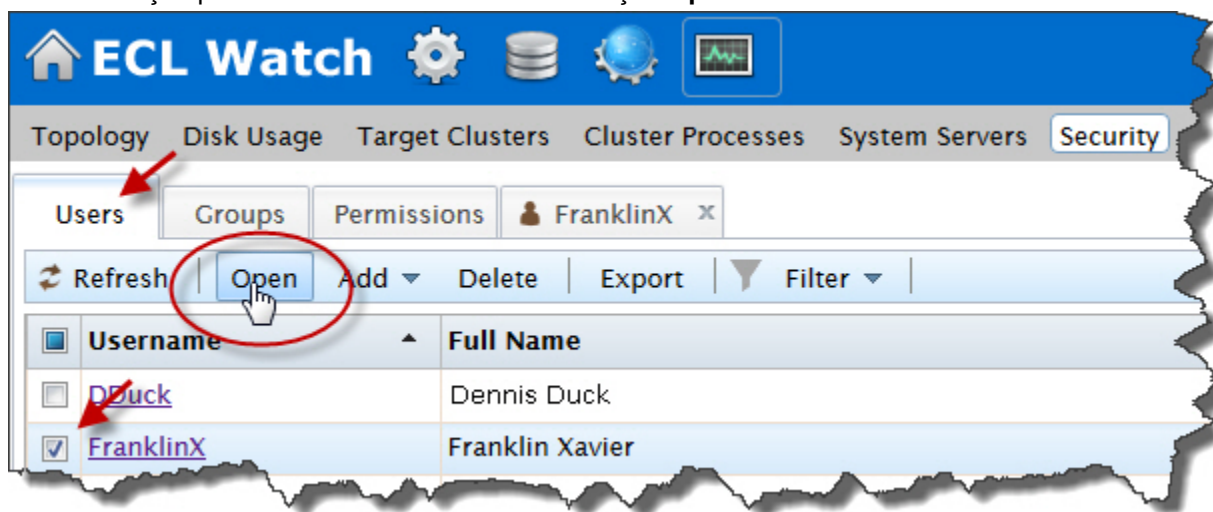 ECL Watch
Topology Disk Usage Target Clusters Cluster Processes System Servers Security
Users Groups Permissions FranklinX x
Refresh Open Add Delete Export Filter
Username Full Name
DDuck Dennis Duck
FranklinX Franklin Xavier